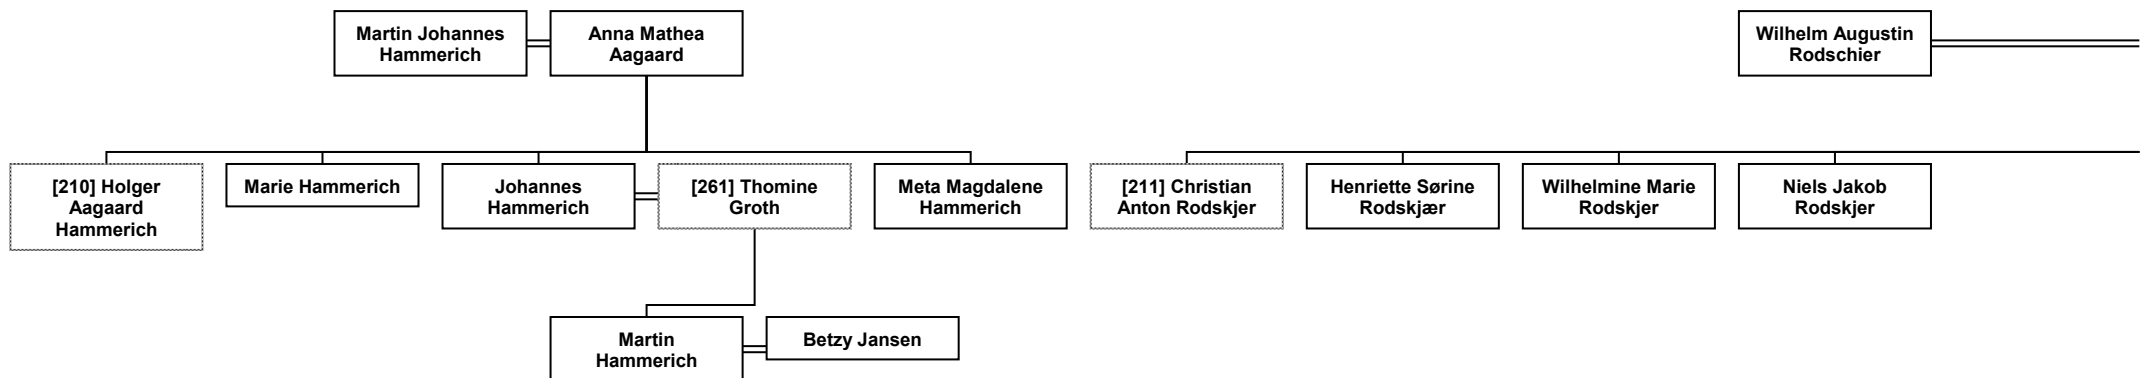 Martin Johannes
Hammerich
Anna Mathea
Aagaard
Wilhelm Augustin
Rodschier
[210] Holger
Aagaard
Hammerich
Marie Hammerich
Johannes
Hammerich
[261] Thomine
Groth
Meta Magdalene
Hammerich
[211] Christian
Anton Rodskjer
Henriette Sørine
Rodskjær
Wilhelmine Marie
Rodskjer
Niels Jakob
Rodskjer
Martin
Hammerich
Betzy Jansen